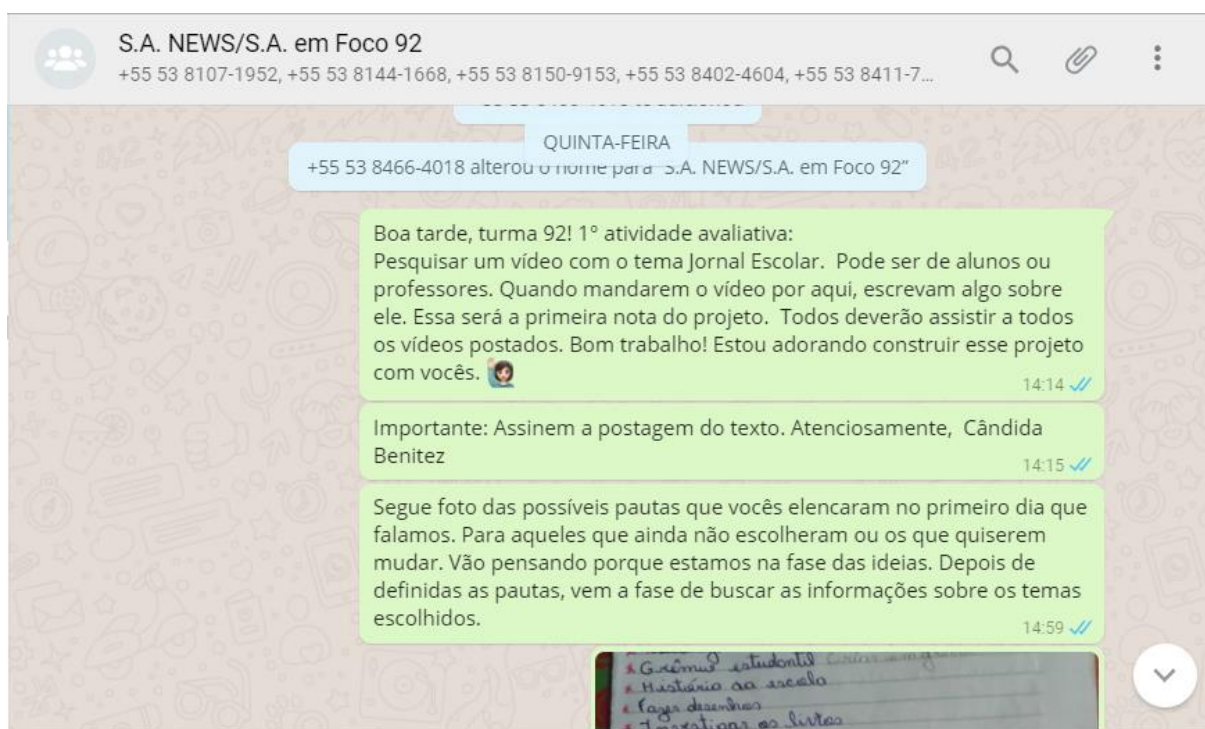 S.A. NEWS/S.A. em Foco 92
+55 53 8107-1952, +55 53 8144-1668, +55 53 8150-9153, +55 53 8402-4604, +55 53 8411-7...
QUINTA-FEIRA
+55 53 8466-4018 alterou o nome para "S.A. NEWS/S.A. em Foco 92"
Boa tarde, turma 92! 1º atividade avaliativa:
Pesquisar um vídeo com o tema Jornal Escolar. Pode ser de alunos ou
professores. Quando mandarem o vídeo por aqui, escrevam algo sobre
ele. Essa será a primeira nota do projeto. Todos deverão assistir a todos
os vídeos postados. Bom trabalho! Estou adorando construir esse projeto
com vocês. 🙋🏻
14:14
Importante: Assinem a postagem do texto. Atenciosamente, Cândida
Benitez
14:15
Segue foto das possíveis pautas que vocês elencaram no primeiro dia que
falamos. Para aqueles que ainda não escolheram ou os que quiserem
mudar. Vão pensando porque estamos na fase das ideias. Depois de
definidas as pautas, vem a fase de buscar as informações sobre os temas
escolhidos.
14:59
Grêmio estudantil
História da escola
Fazer desenhos
os livros